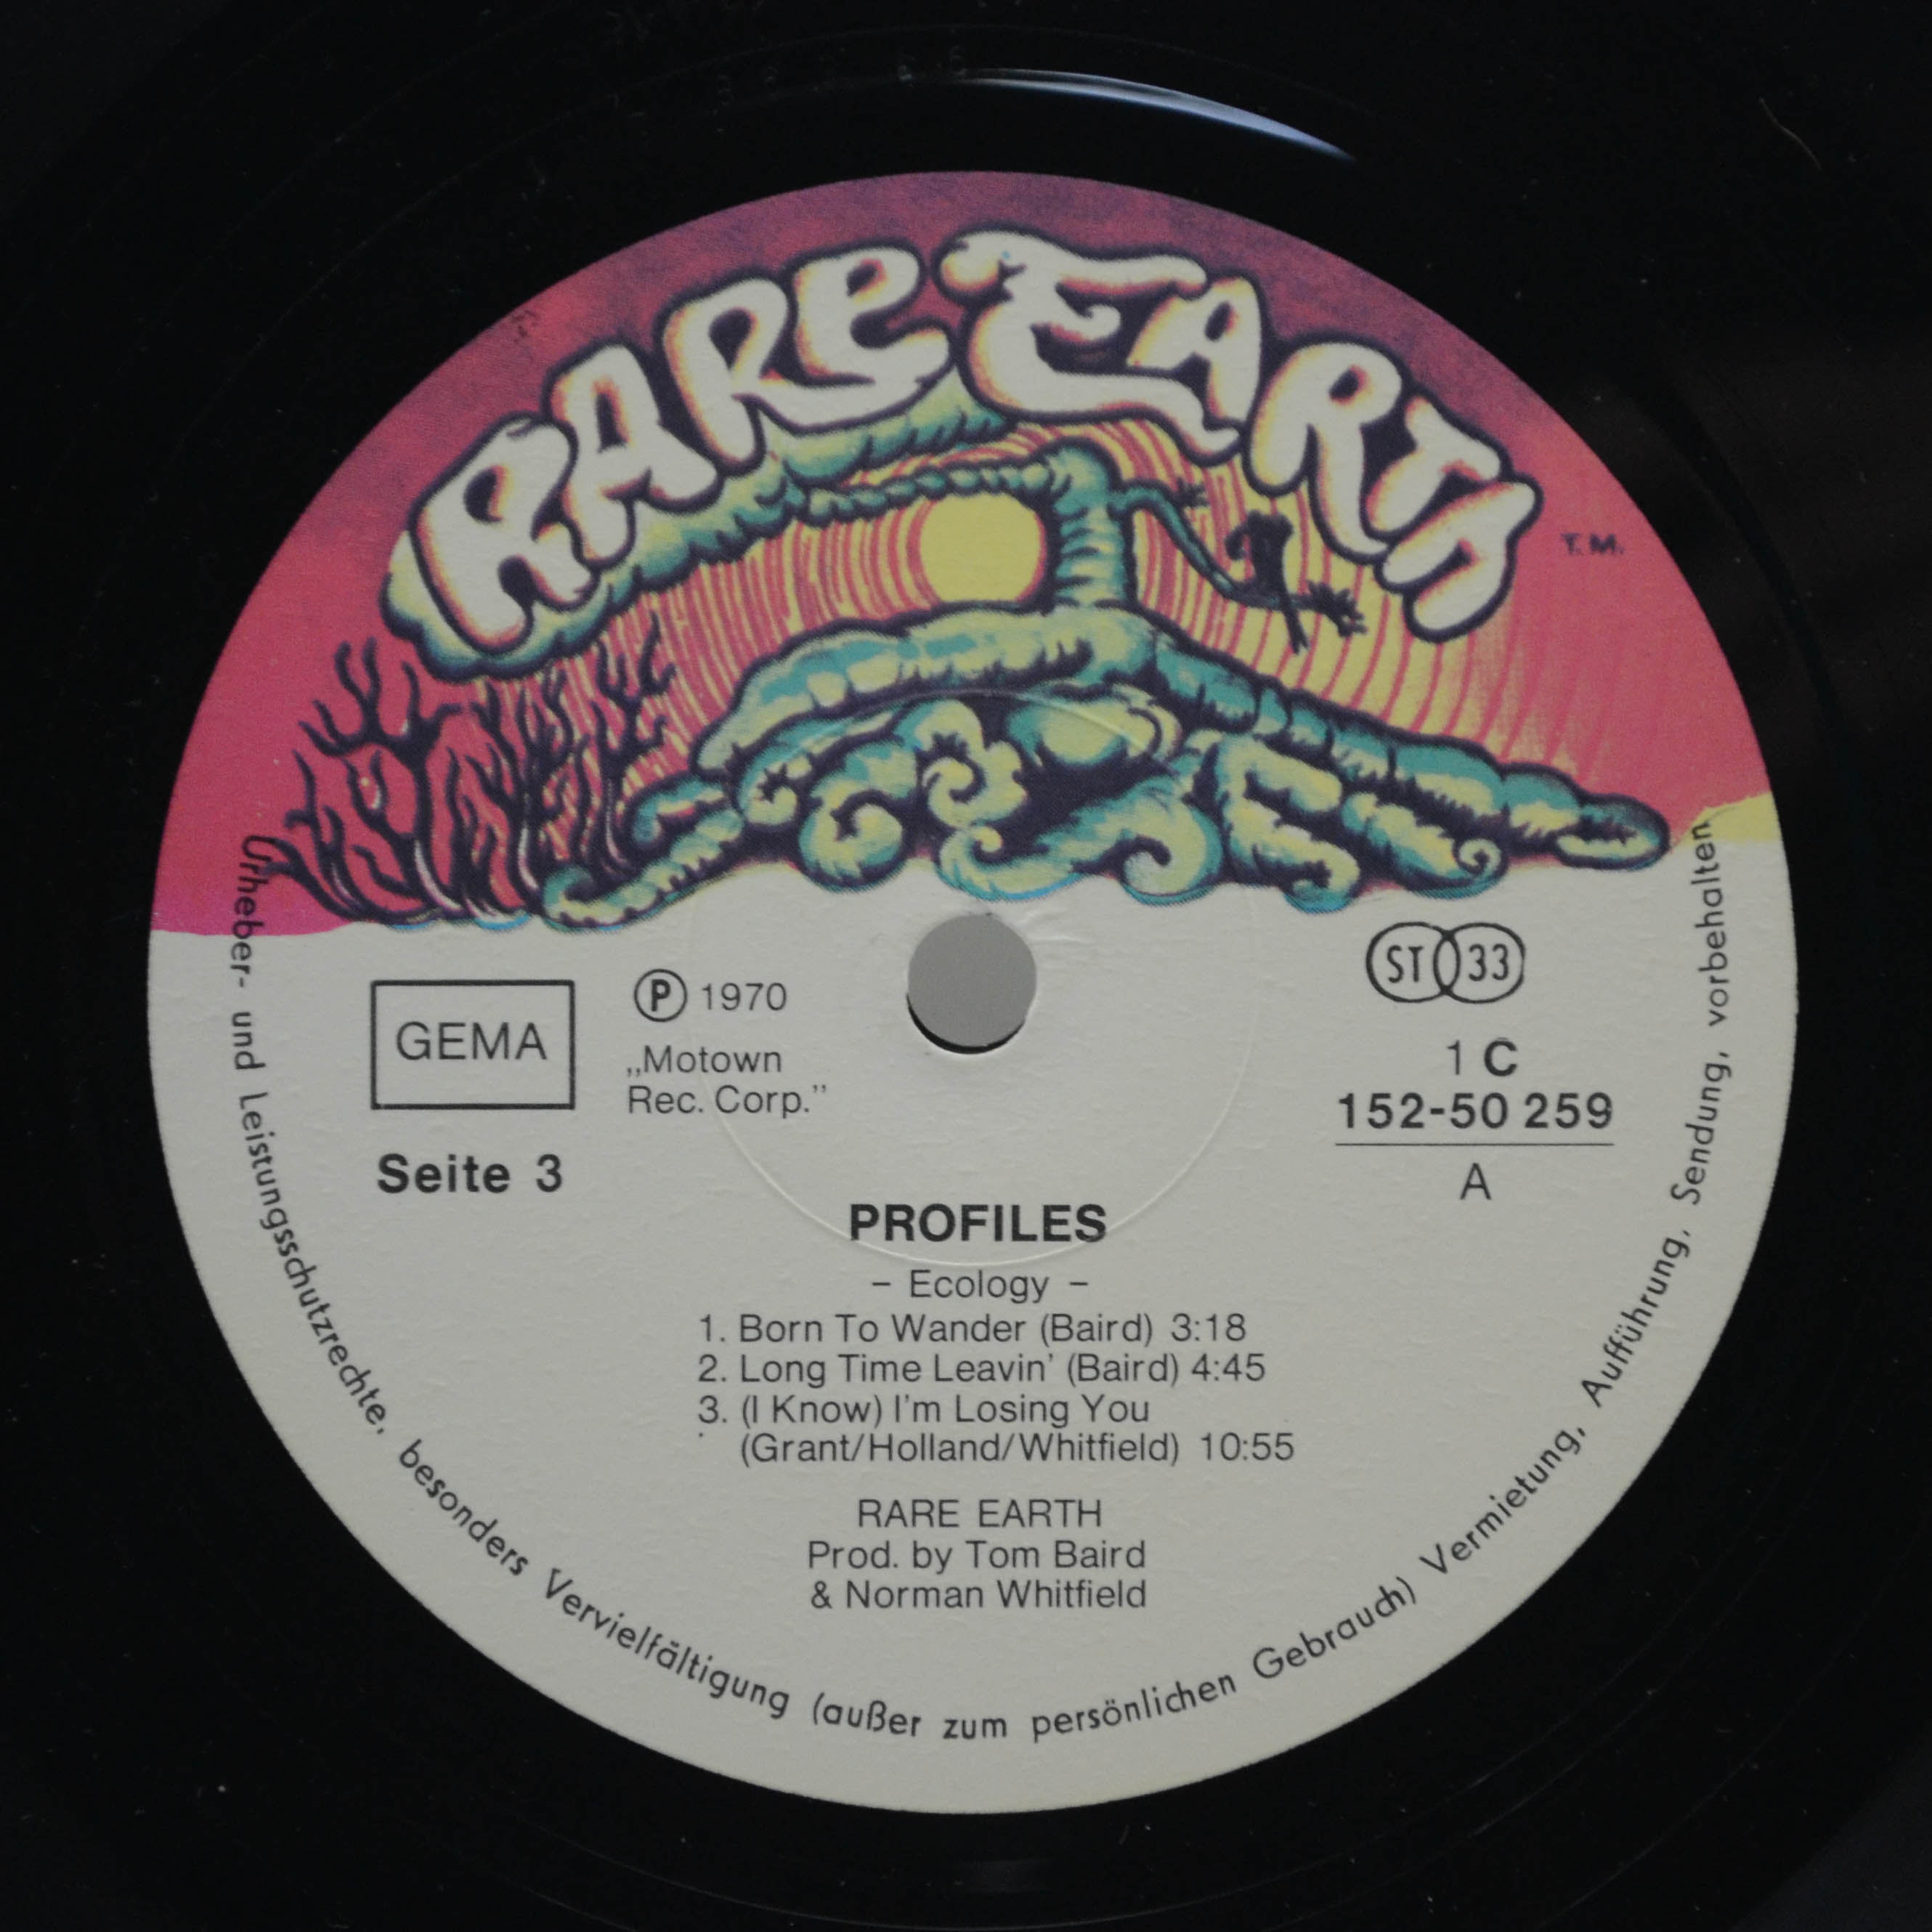 RARE EARTH
T.M.
GEMA
Ⓟ 1970
„Motown
Rec. Corp.”
ST 33
1 C
152-50 259
A
Seite 3
PROFILES
– Ecology –
1. Born To Wander (Baird) 3:18
2. Long Time Leavin' (Baird) 4:45
3. (I Know) I'm Losing You
(Grant/Holland/Whitfield) 10:55
RARE EARTH
Prod. by Tom Baird
& Norman Whitfield
Urheber- und Leistungsschutzrechte, besonders Vervielfältigung (außer zum persönlichen Gebrauch) Vermietung, Aufführung, Sendung, vorbehalten